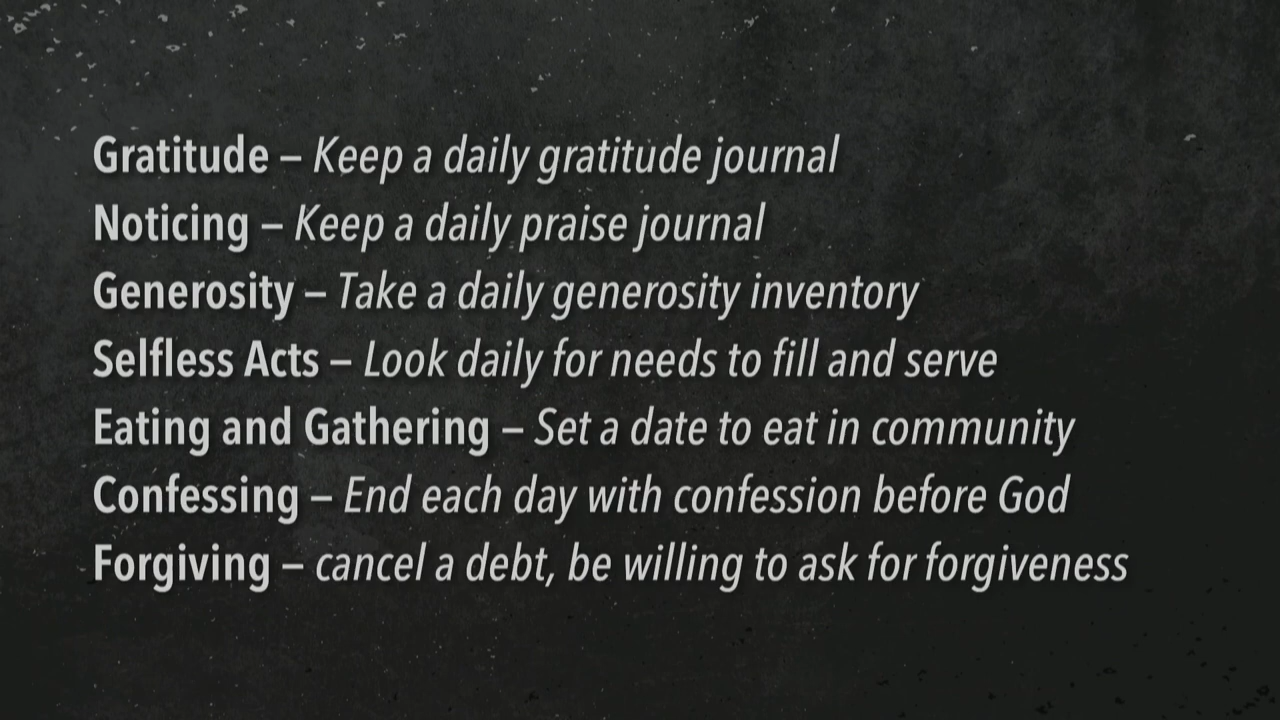 Gratitude – Keep a daily gratitude journal
Noticing – Keep a daily praise journal
Generosity – Take a daily generosity inventory
Selfless Acts – Look daily for needs to fill and serve
Eating and Gathering – Set a date to eat in community
Confessing – End each day with confession before God
Forgiving – cancel a debt, be willing to ask for forgiveness